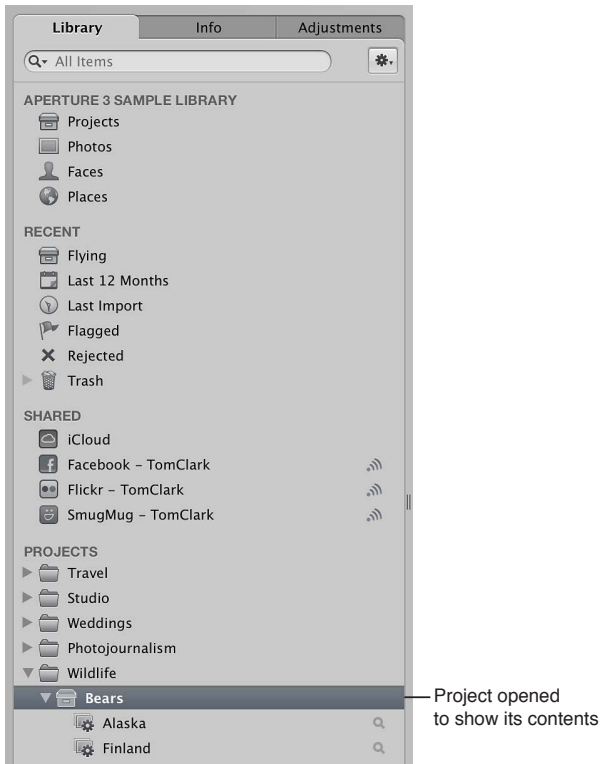 Library Info Adjustments
All Items
APERTURE 3 SAMPLE LIBRARY
Projects
Photos
Faces
Places
RECENT
Flying
Last 12 Months
Last Import
Flagged
Rejected
Trash
SHARED
iCloud
Facebook – TomClark
Flickr – TomClark
SmugMug – TomClark
PROJECTS
Travel
Studio
Weddings
Photojournalism
Wildlife
Bears
Alaska
Finland
Project opened
to show its contents